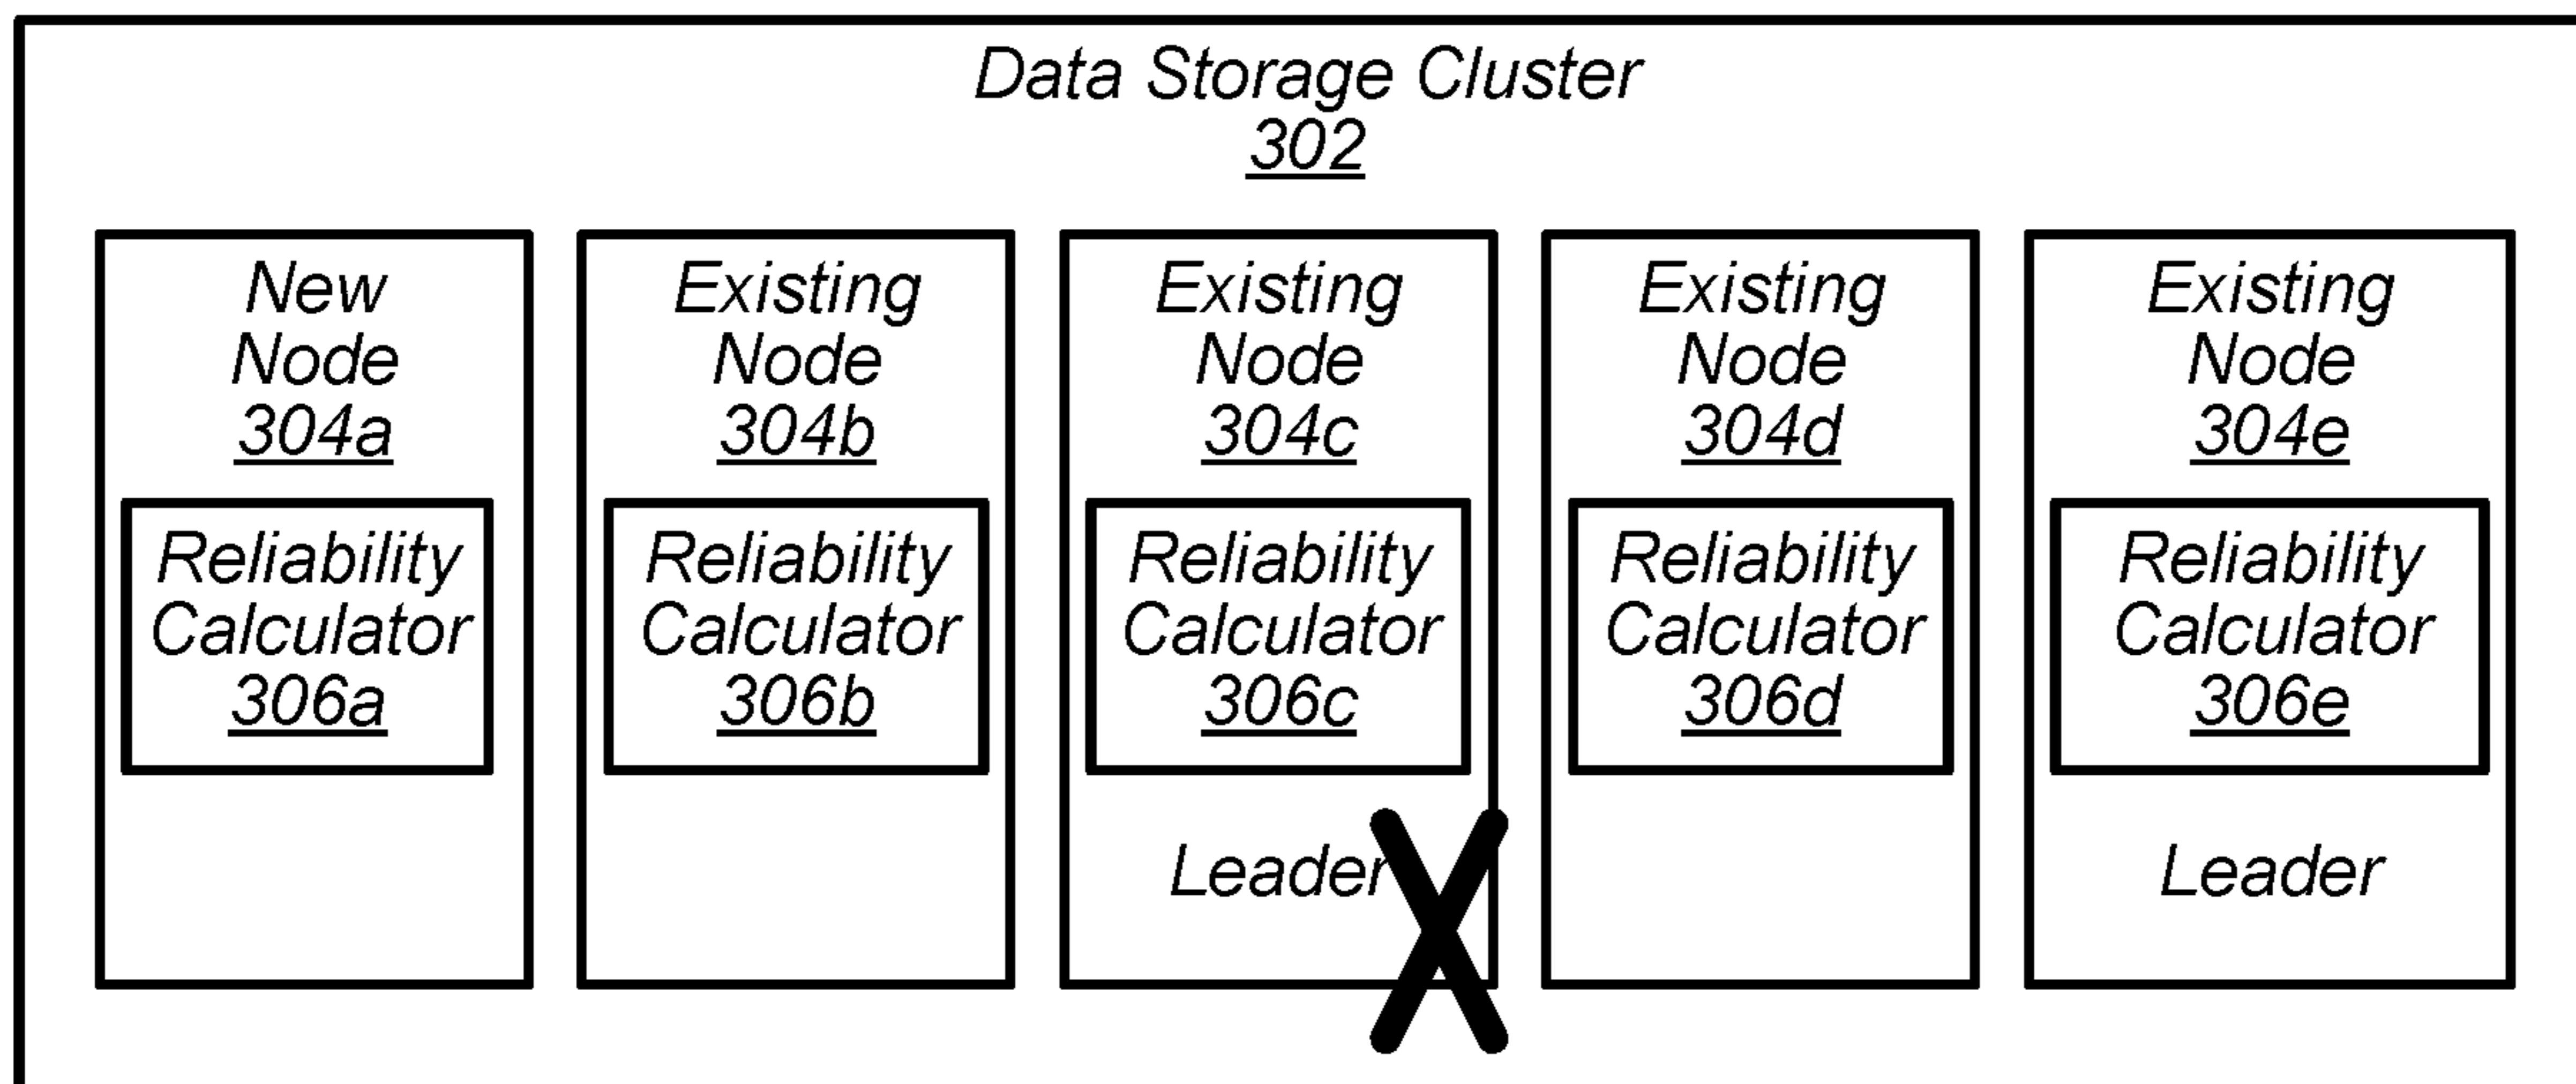 Data Storage Cluster
302
New
Node
304a
Reliability
Calculator
306a
Existing
Node
304b
Reliability
Calculator
306b
Existing
Node
304c
Reliability
Calculator
306c
Leader
Existing
Node
304d
Reliability
Calculator
306d
Existing
Node
304e
Reliability
Calculator
306e
Leader